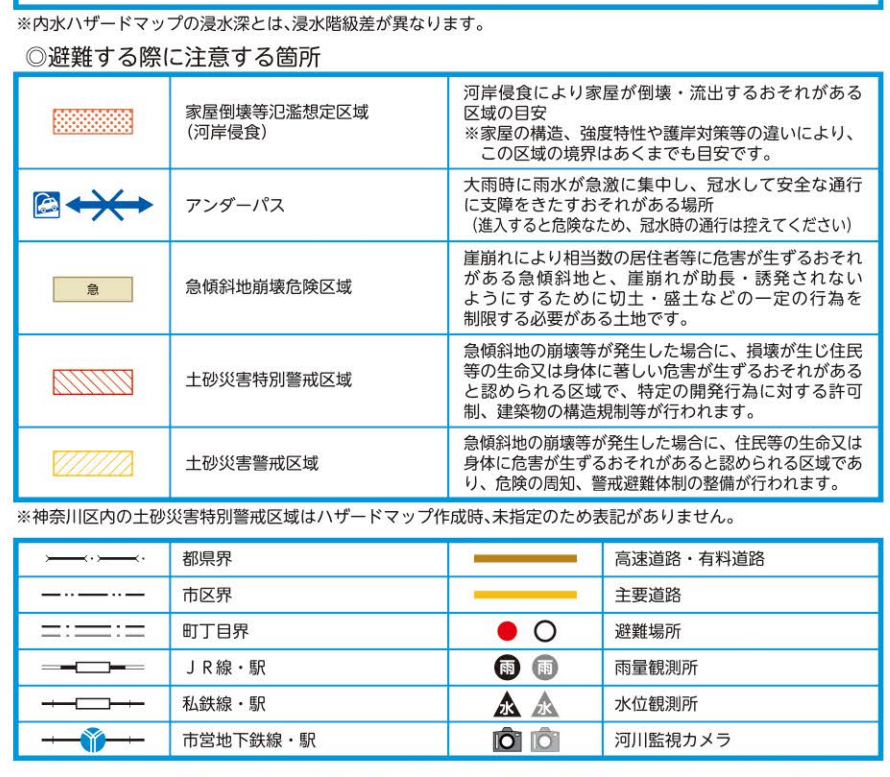 ※内水ハザードマップの浸水深とは、浸水階級差が異なります。
◎避難する際に注意する箇所
家屋倒壊等氾濫想定区域
(河岸侵食)
河岸侵食により家屋が倒壊・流出するおそれがある
区域の目安
※家屋の構造、強度特性や護岸対策等の違いにより、
この区域の境界はあくまでも目安です。
アンダーパス
大雨時に雨水が急激に集中し、冠水して安全な通行
に支障をきたすおそれがある場所
(進入すると危険なため、冠水時の通行は控えてください)
急
急傾斜地崩壊危険区域
崖崩れにより相当数の居住者等に危害が生ずるおそれ
がある急傾斜地と、崖崩れが助長・誘発されない
ようにするために切土・盛土などの一定の行為を
制限する必要がある土地です。
土砂災害特別警戒区域
急傾斜地の崩壊等が発生した場合に、損壊が生じ住民
等の生命又は身体に著しい危害が生ずるおそれがある
と認められる区域で、特定の開発行為に対する許可
制、建築物の構造規制等が行われます。
土砂災害警戒区域
急傾斜地の崩壊等が発生した場合に、住民等の生命又は
身体に危害が生ずるおそれがあると認められる区域であ
り、危険の周知、警戒避難体制の整備が行われます。
※神奈川区内の土砂災害特別警戒区域はハザードマップ作成時、未指定のため表記がありません。
都県界
高速道路・有料道路
市区界
主要道路
町丁目界
避難場所
JR線・駅
雨 雨
雨量観測所
私鉄線・駅
水 水
水位観測所
市営地下鉄線・駅
河川監視カメラ